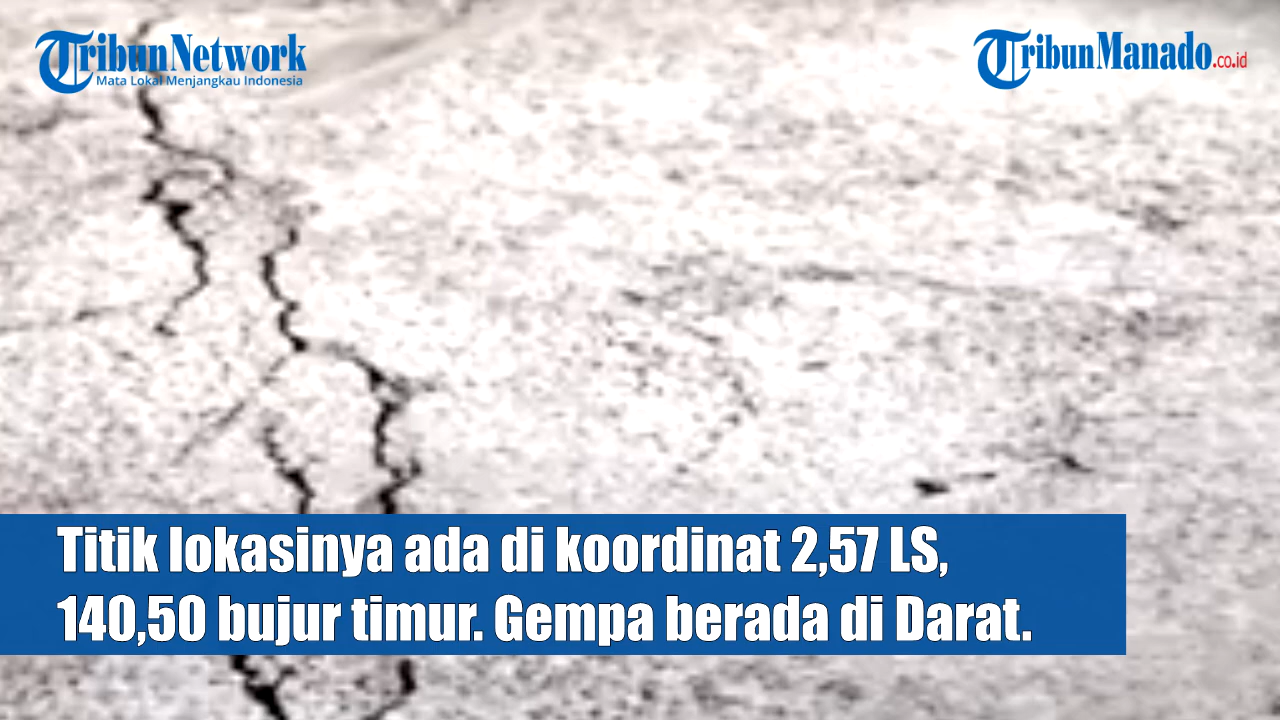 TribunNetwork
Mata Lokal Menjangkau Indonesia
TribunManado.co.id
Titik lokasinya ada di koordinat 2,57 LS,
140,50 bujur timur. Gempa berada di Darat.